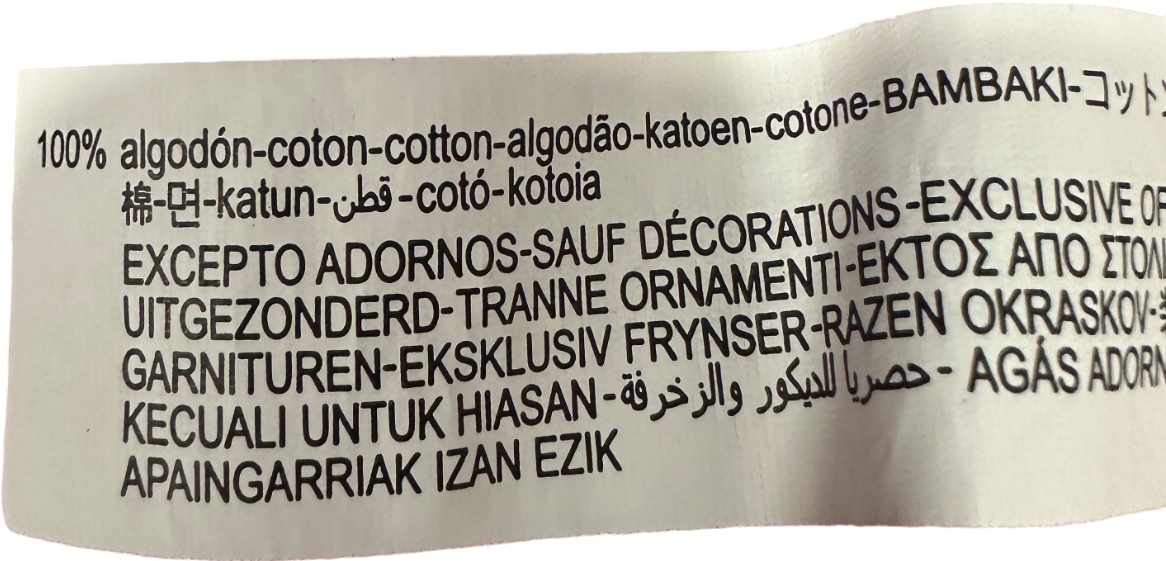 100% algodón-coton-cotton-algodão-katoen-cotone-BAMBAKI-コット
棉-면-katun-قطن-cotó-kotoia
EXCEPTO ADORNOS-SAUF DÉCORATIONS-EXCLUSIVE OF
UITGEZONDERD-TRANNE ORNAMENTI-ΕΚΤΟΣ ΑΠΟ
GARNITUREN-EKSKLUSIV FRYNSER-RAZEN OKRASKOV-
KECUALI UNTUK HIASAN-حصريا للديكور والزخرفة- AGÁS
APAINGARRIAK IZAN EZIK